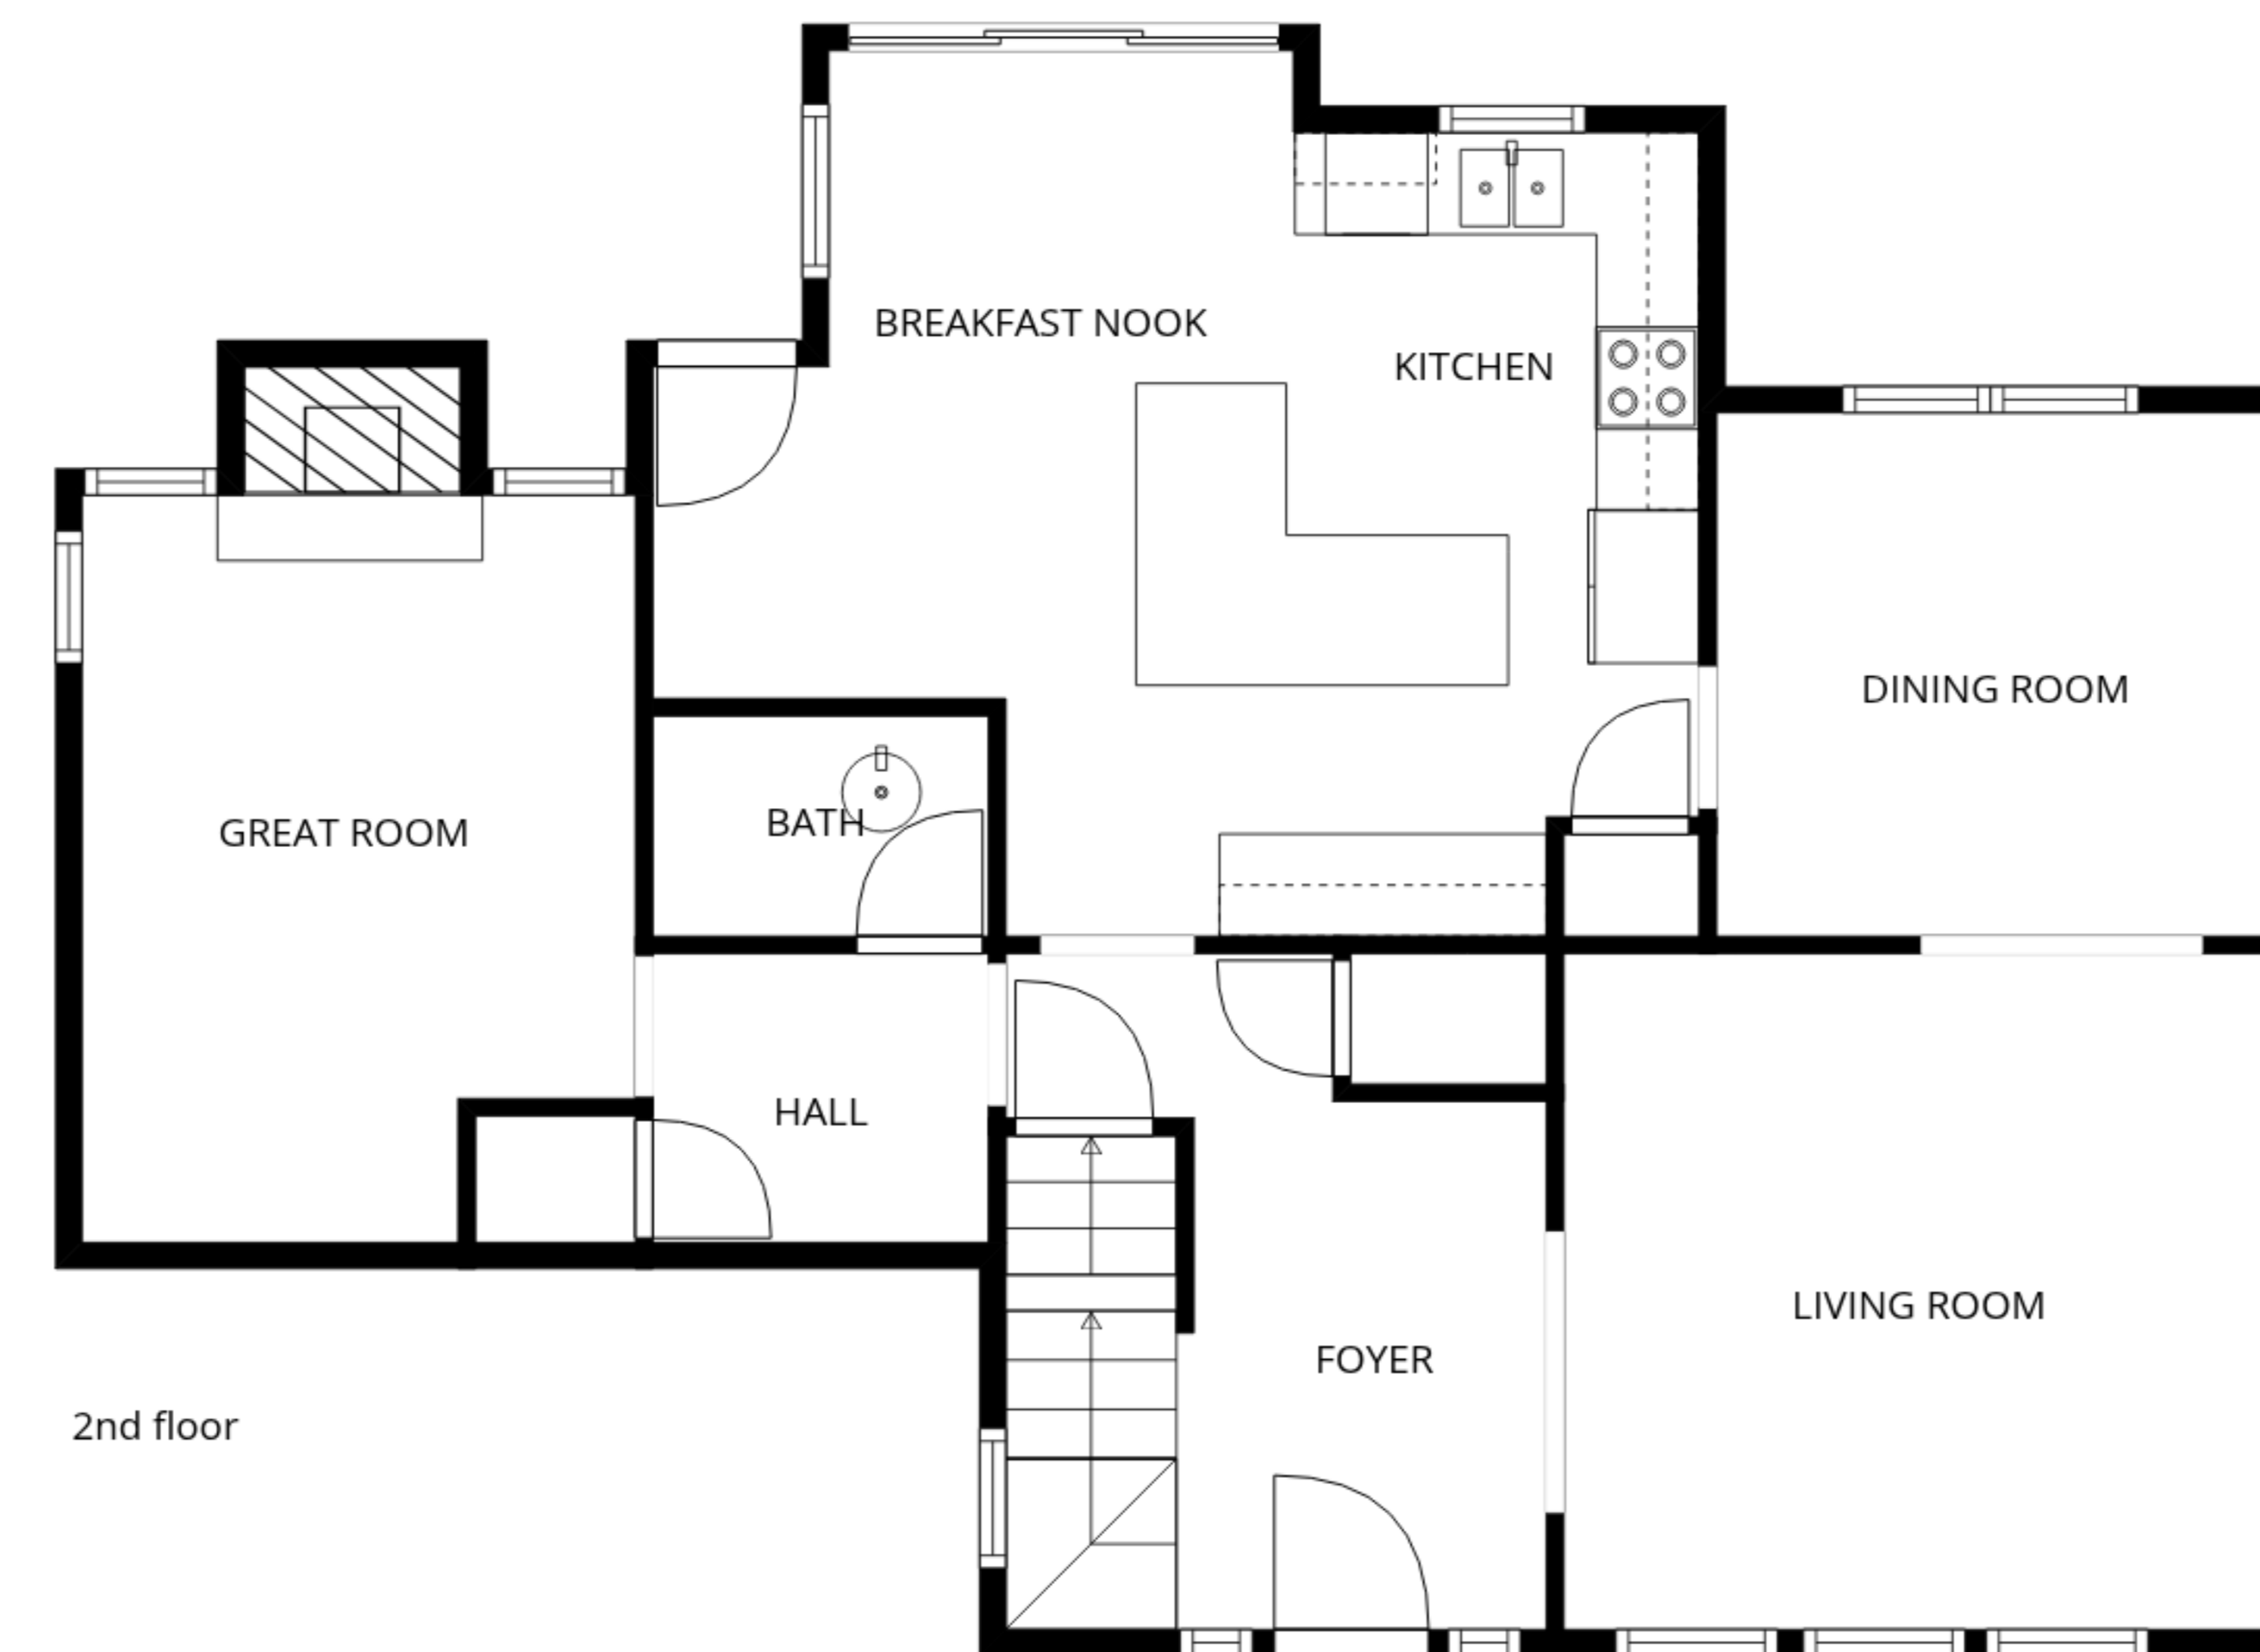 BREAKFAST NOOK
KITCHEN
DINING ROOM
GREAT ROOM
BATH
HALL
LIVING ROOM
FOYER
2nd floor